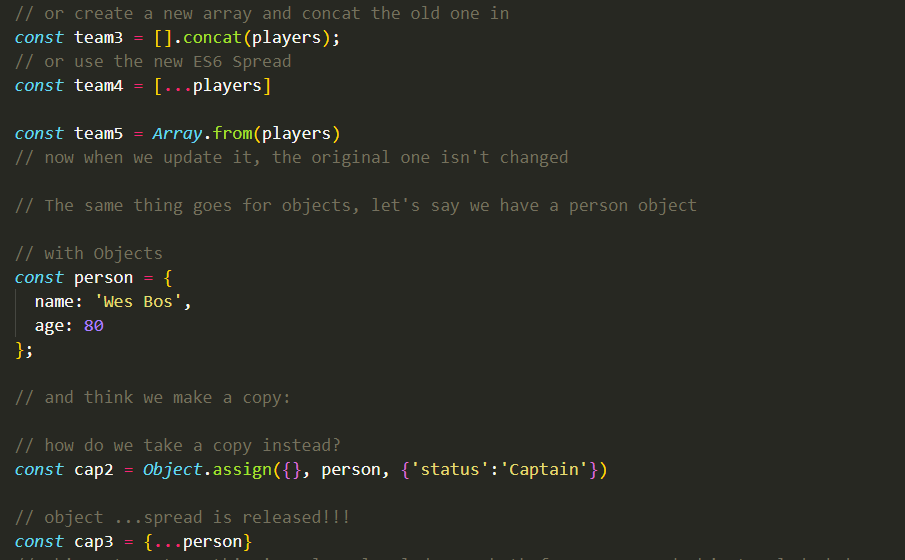 // or create a new array and concat the old one in
const team3 = [].concat(players);
// or use the new ES6 Spread
const team4 = [...players]
const team5 = Array.from(players)
// now when we update it, the original one isn't changed
// The same thing goes for objects, let's say we have a person object
// with Objects
const person = {
name: 'Wes Bos',
age: 80
};
// and think we make a copy:
// how do we take a copy instead?
const cap2 = Object.assign({}, person, {'status':'Captain'})
// object ...spread is released!!!
const cap3 = {...person}